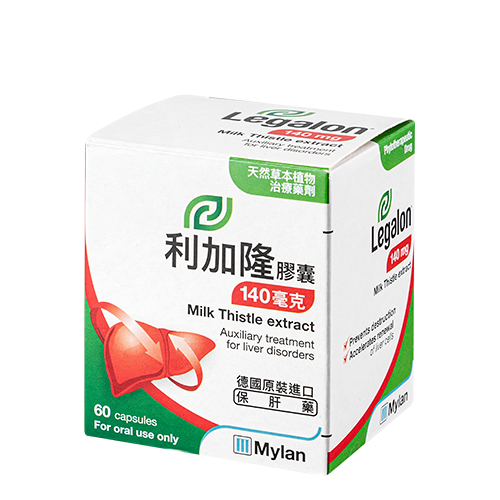 Legalon
140 mg
Milk Thistle extract
Auxiliary treatment
for liver disorders
天然草本植物
治療藥劑
利加隆膠囊
140毫克
Milk Thistle extract
Auxiliary treatment
for liver disorders
德國原裝進口
保肝藥
60 capsules
For oral use only
Mylan
Phytotherapeutic
Drug
Legalon
140 mg
Milk Thistle extract
Prevents destruction
Accelerates renewal
of liver cells